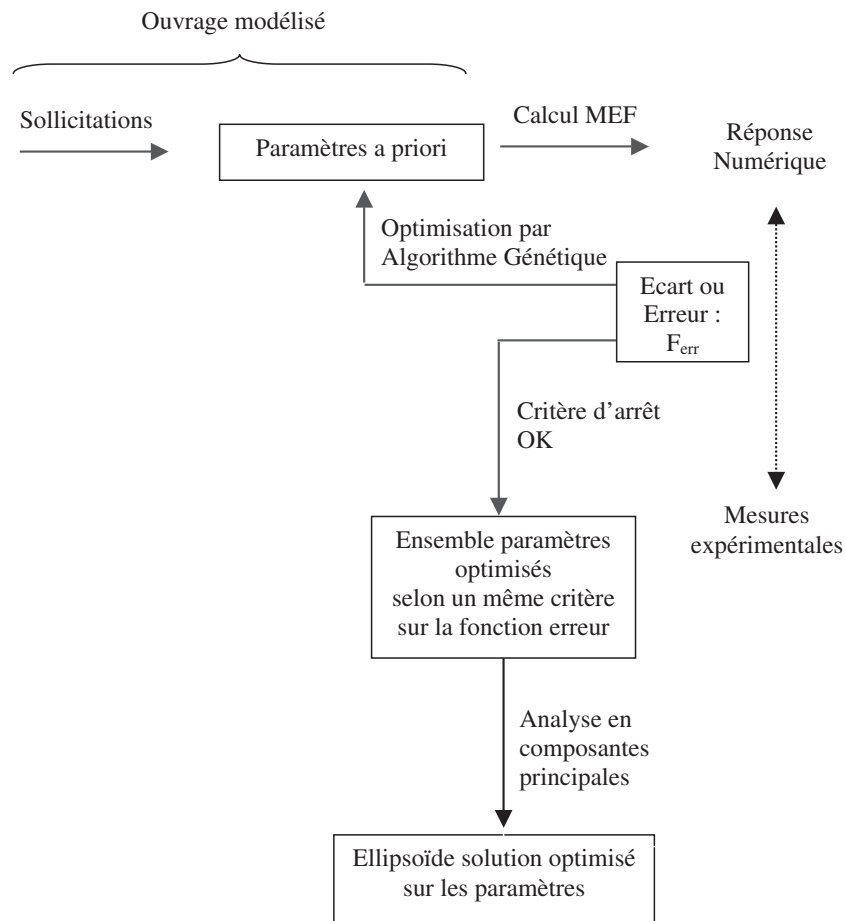 Ouvrage modélisé
Sollicitations
Paramètres a priori
Calcul MEF
Réponse
Numérique
Optimisation par
Algorithme Génétique
Ecart ou
Erreur :
Ferr
Critère d’arrêt
OK
Mesures
expérimentales
Ensemble paramètres
optimisés
selon un même critère
sur la fonction erreur
Analyse en
composantes
principales
Ellipsoïde solution optimisé
sur les paramètres